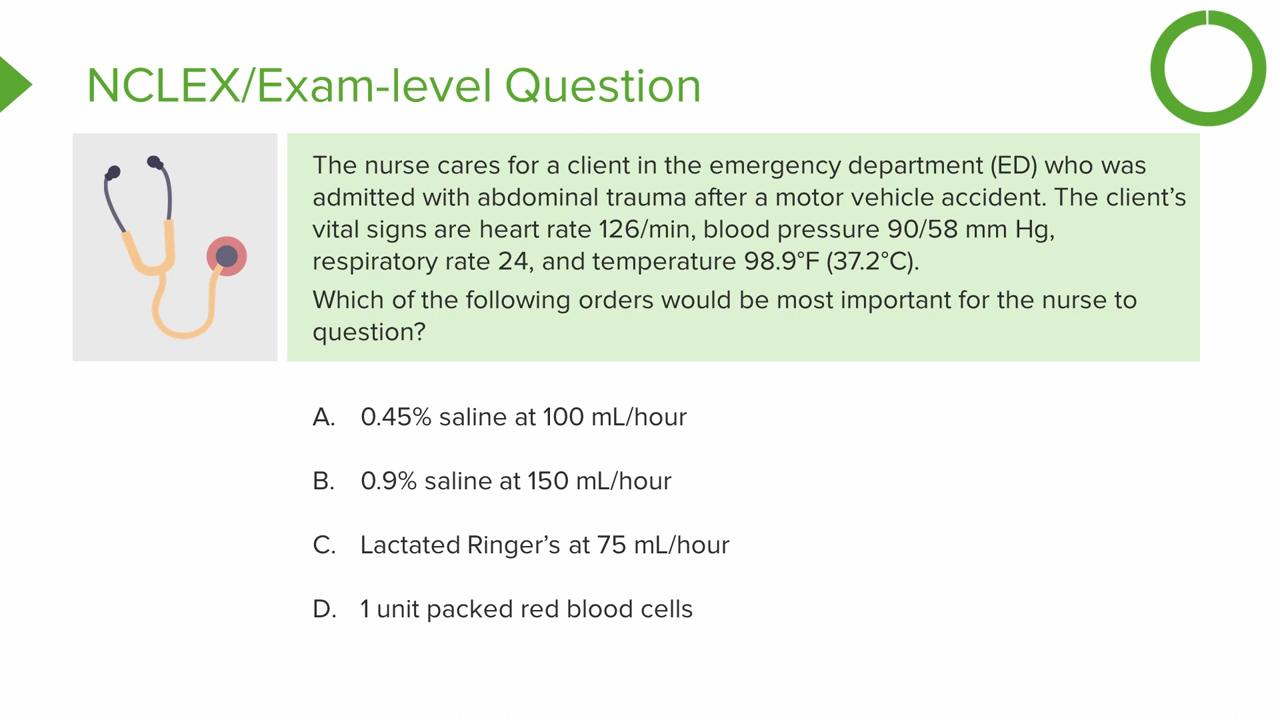 NCLEX/Exam-level Question
The nurse cares for a client in the emergency department (ED) who was
admitted with abdominal trauma after a motor vehicle accident. The client’s
vital signs are heart rate 126/min, blood pressure 90/58 mm Hg,
respiratory rate 24, and temperature 98.9°F (37.2°C).
Which of the following orders would be most important for the nurse to
question?
A. 0.45% saline at 100 mL/hour
B. 0.9% saline at 150 mL/hour
C. Lactated Ringer’s at 75 mL/hour
D. 1 unit packed red blood cells